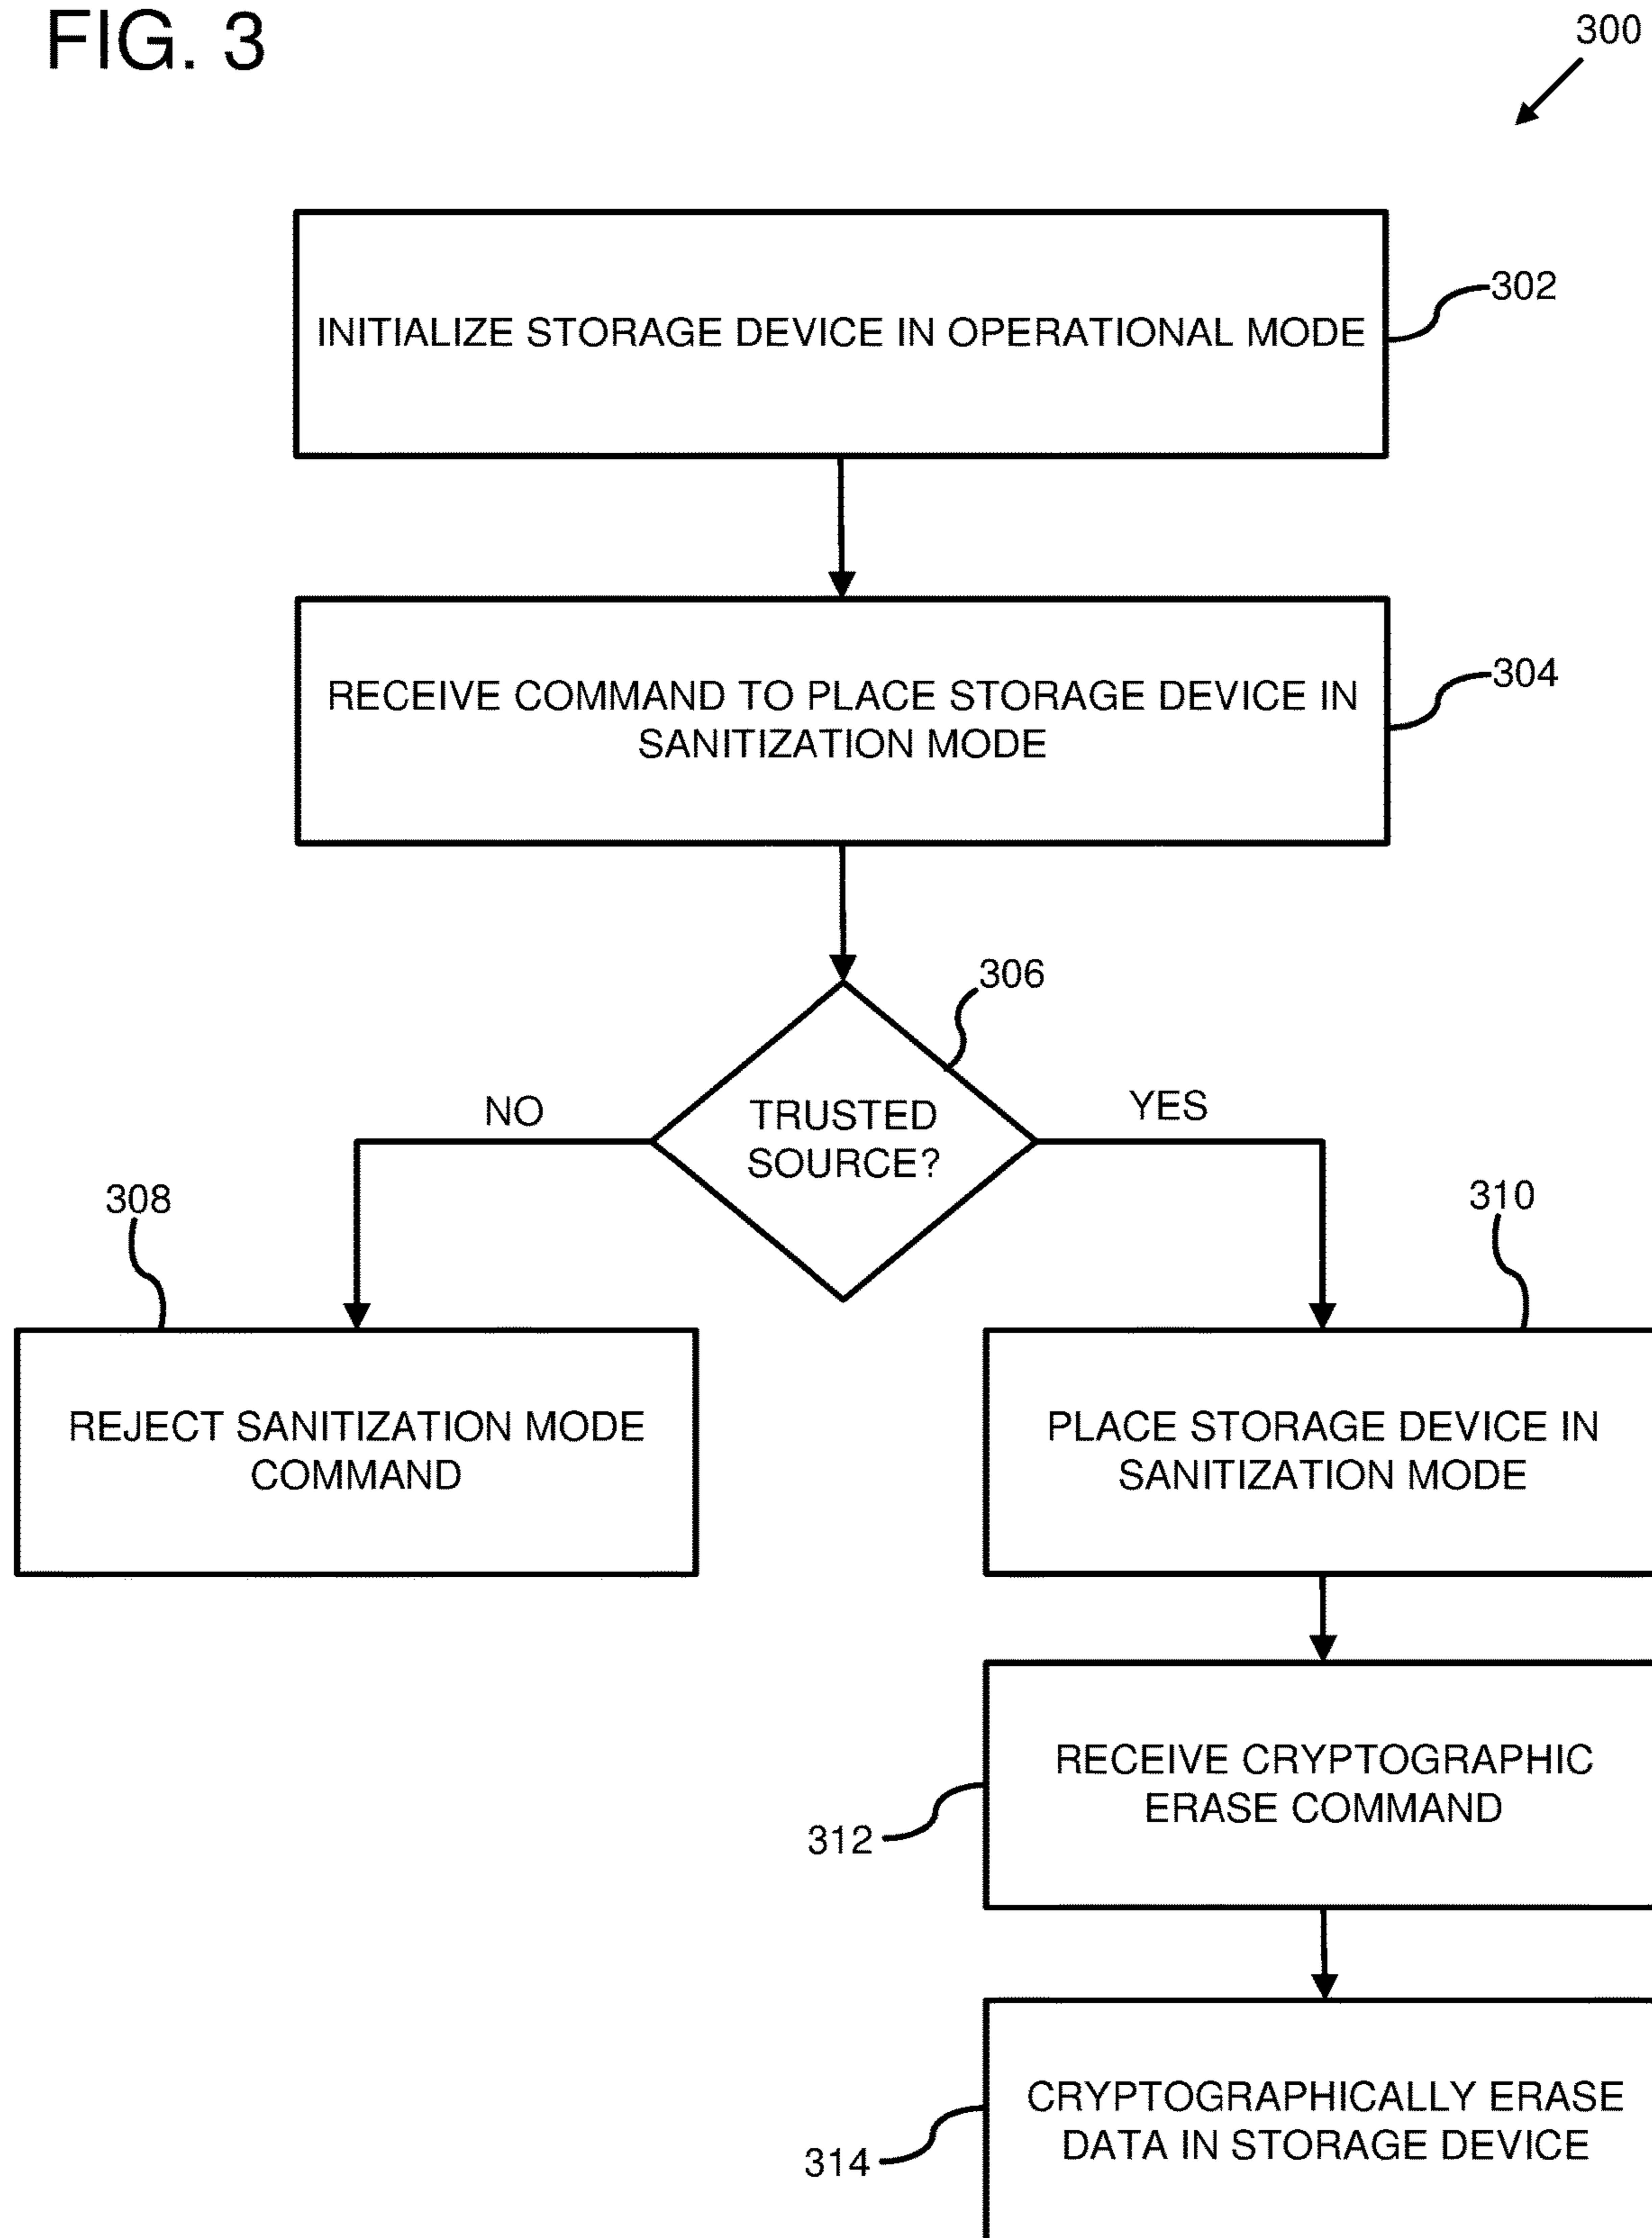 FIG. 3
300
INITIALIZE STORAGE DEVICE IN OPERATIONAL MODE
302
RECEIVE COMMAND TO PLACE STORAGE DEVICE IN
SANITIZATION MODE
304
306
TRUSTED
SOURCE?
NO
YES
308
310
REJECT SANITIZATION MODE
COMMAND
PLACE STORAGE DEVICE IN
SANITIZATION MODE
RECEIVE CRYPTOGRAPHIC
ERASE COMMAND
312
CRYPTOGRAPHICALLY ERASE
DATA IN STORAGE DEVICE
314